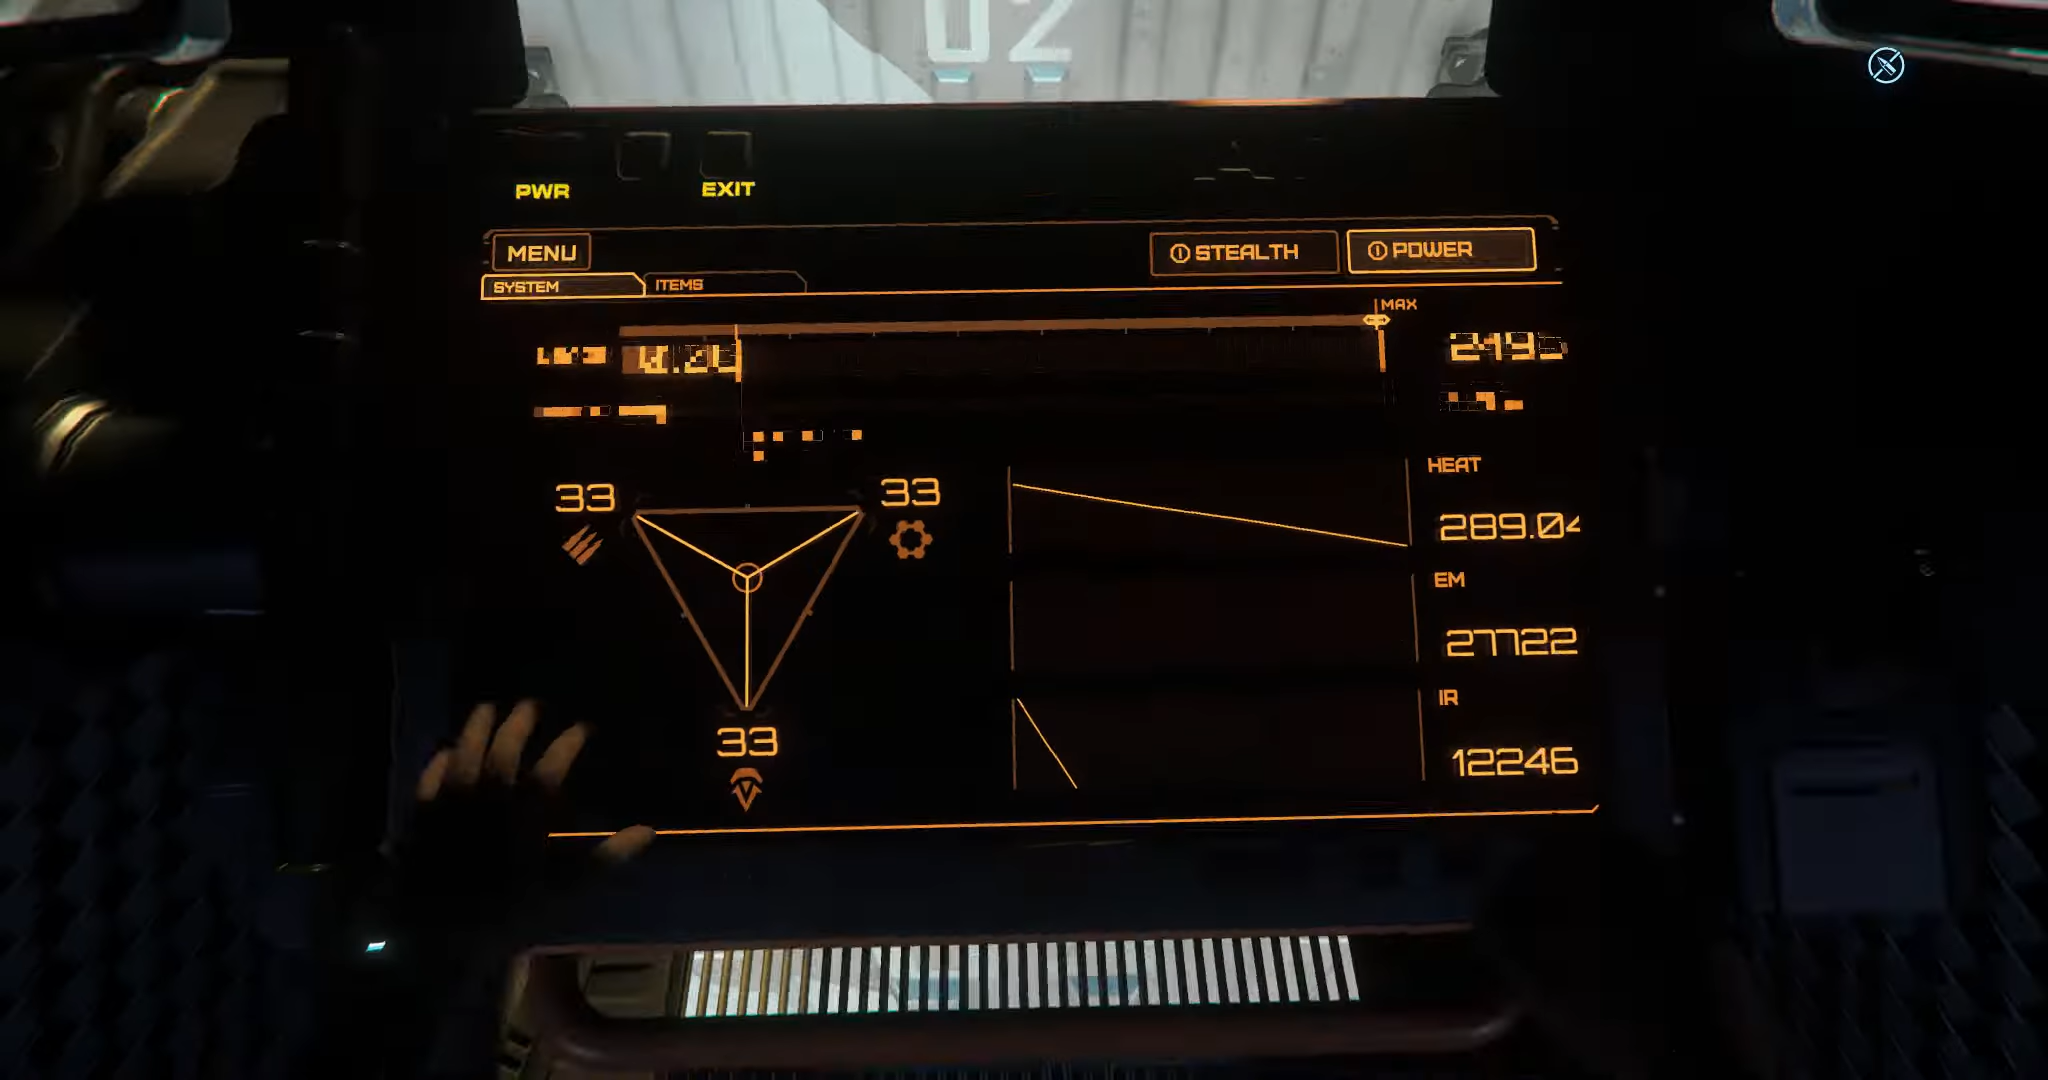 02
PWR
EXIT
MENU
STEALTH
POWER
SYSTEM
ITEMS
MAX
33
33
HEAT
289.04
EM
27722
IR
33
12246